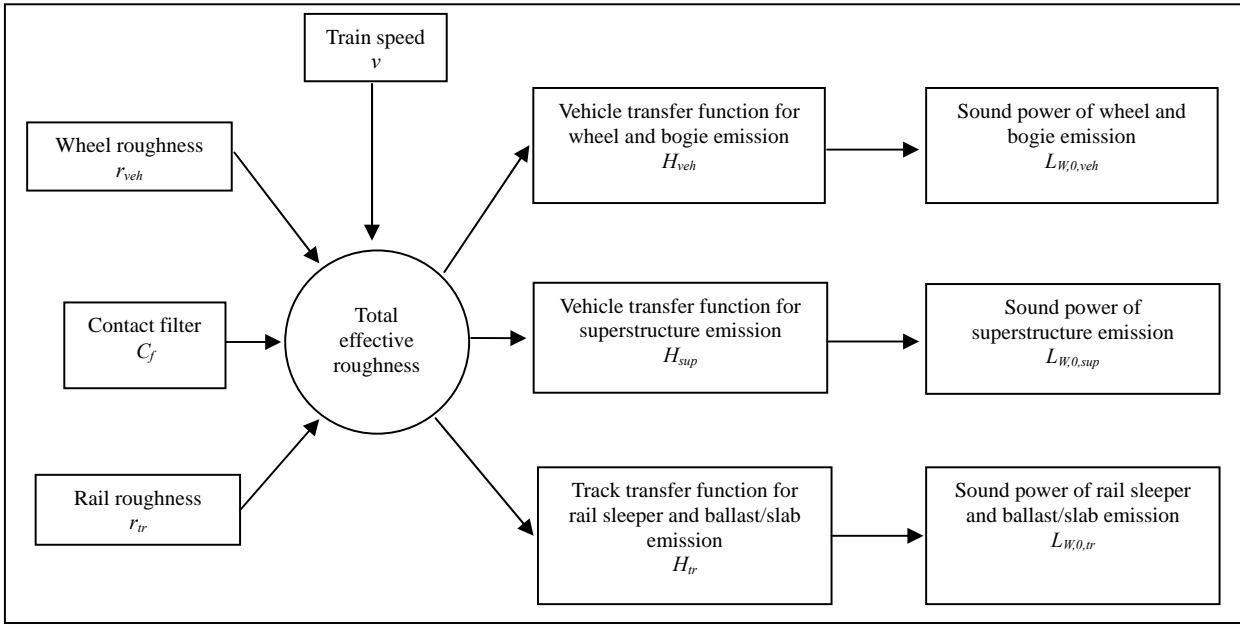 Train speed
v
Wheel roughness
r_veh
Contact filter
C_f
Rail roughness
r_tr
Total
effective
roughness
Vehicle transfer function for
wheel and bogie emission
H_veh
Sound power of wheel and
bogie emission
L_W,0,veh
Vehicle transfer function for
superstructure emission
H_sup
Sound power of
superstructure emission
L_W,0,sup
Track transfer function for
rail sleeper and ballast/slab
emission
H_tr
Sound power of rail sleeper
and ballast/slab emission
L_W,0,tr